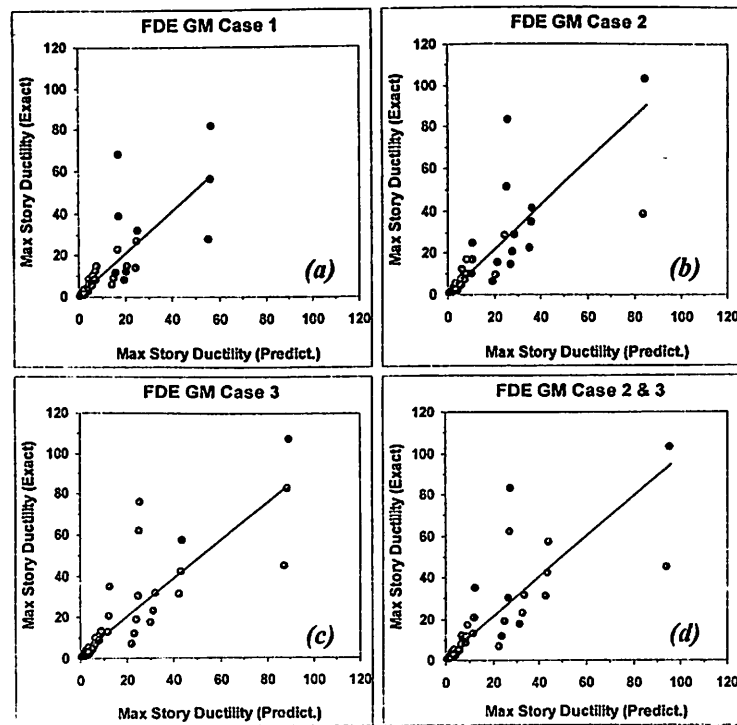 FDE GM Case 1
Max Story Ductility (Exact)
120
100
80
60
40
20
0
0 20 40 60 80 100 120
Max Story Ductility (Predict.)
(a)
FDE GM Case 2
Max Story Ductility (Exact)
120
100
80
60
40
20
0
0 20 40 60 80 100 120
Max Story Ductility (Predict.)
(b)
FDE GM Case 3
Max Story Ductility (Exact)
120
100
80
60
40
20
0
0 20 40 60 80 100 120
Max Story Ductility (Predict.)
(c)
FDE GM Case 2 & 3
Max Story Ductility (Exact)
120
100
80
60
40
20
0
0 20 40 60 80 100 120
Max Story Ductility (Predict.)
(d)